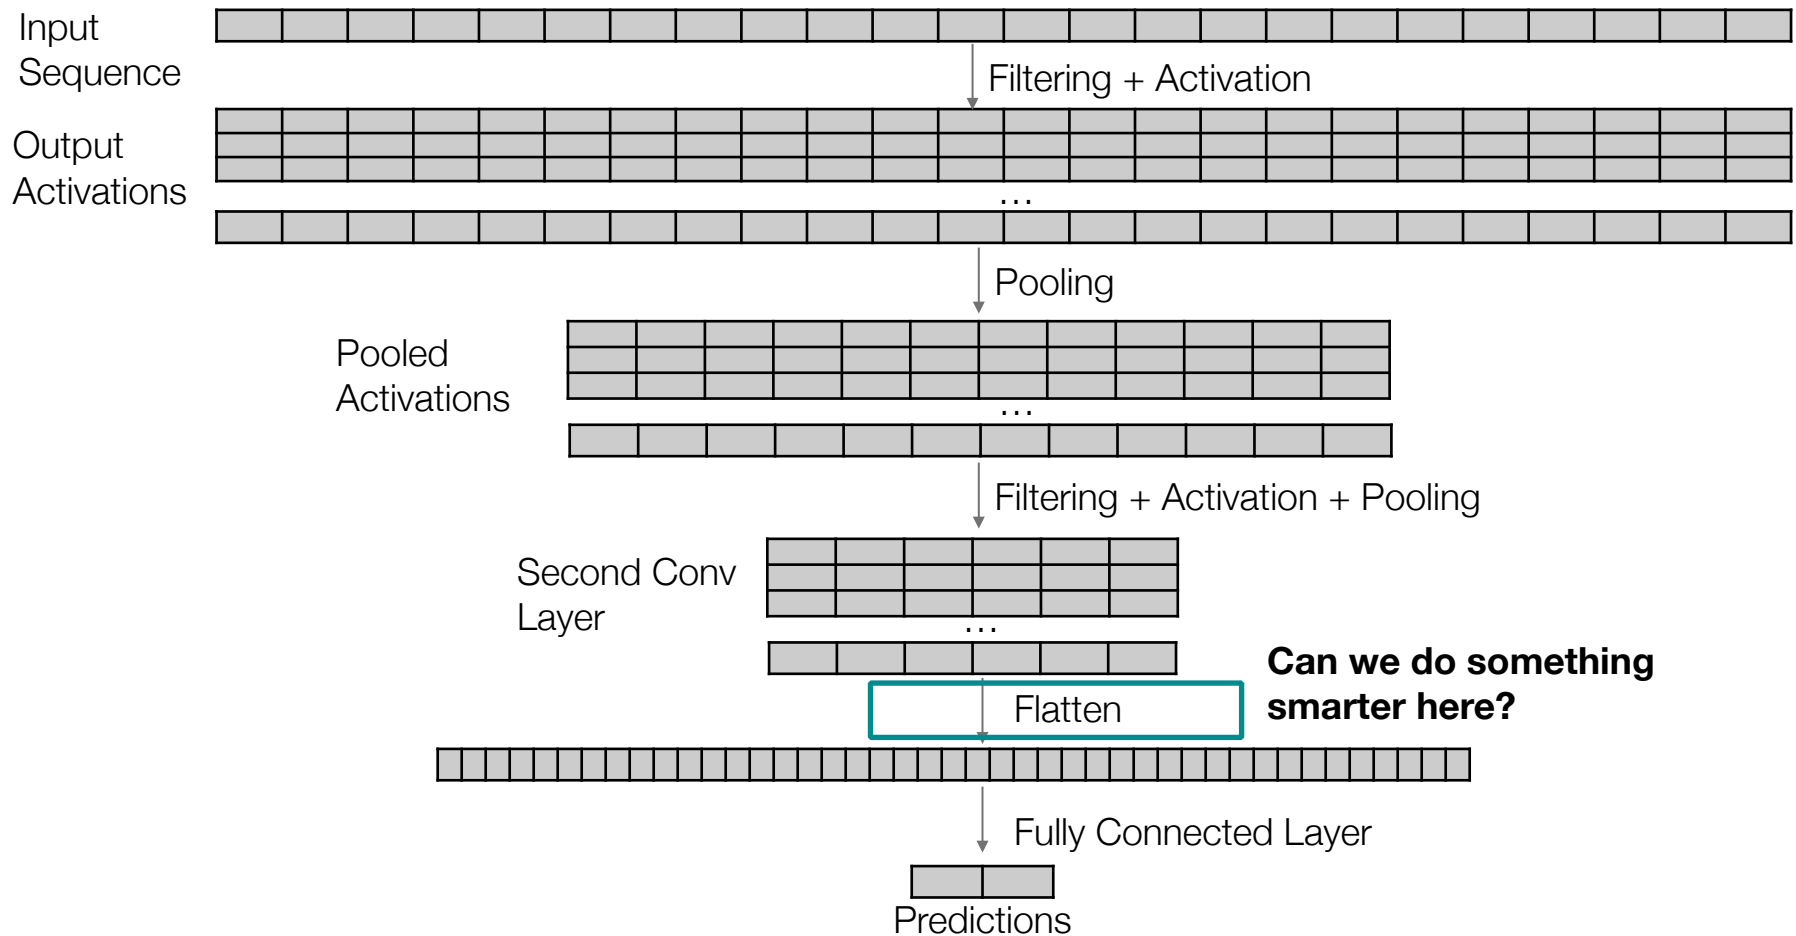 Input
Sequence
Filtering + Activation
Output
Activations
...
Pooling
Pooled
Activations
...
Filtering + Activation + Pooling
Second Conv
Layer
...
Can we do something
smarter here?
Flatten
Fully Connected Layer
Predictions